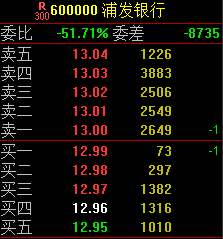 R 300 600000 浦发银行
委比 -51.71% 委差 -8735
卖五 13.04 1226
卖四 13.03 3883
卖三 13.02 2506
卖二 13.01 2549
卖一 13.00 2649 -1
买一 12.99 73 -1
买二 12.98 297
买三 12.97 1382
买四 12.96 1316
买五 12.95 1010